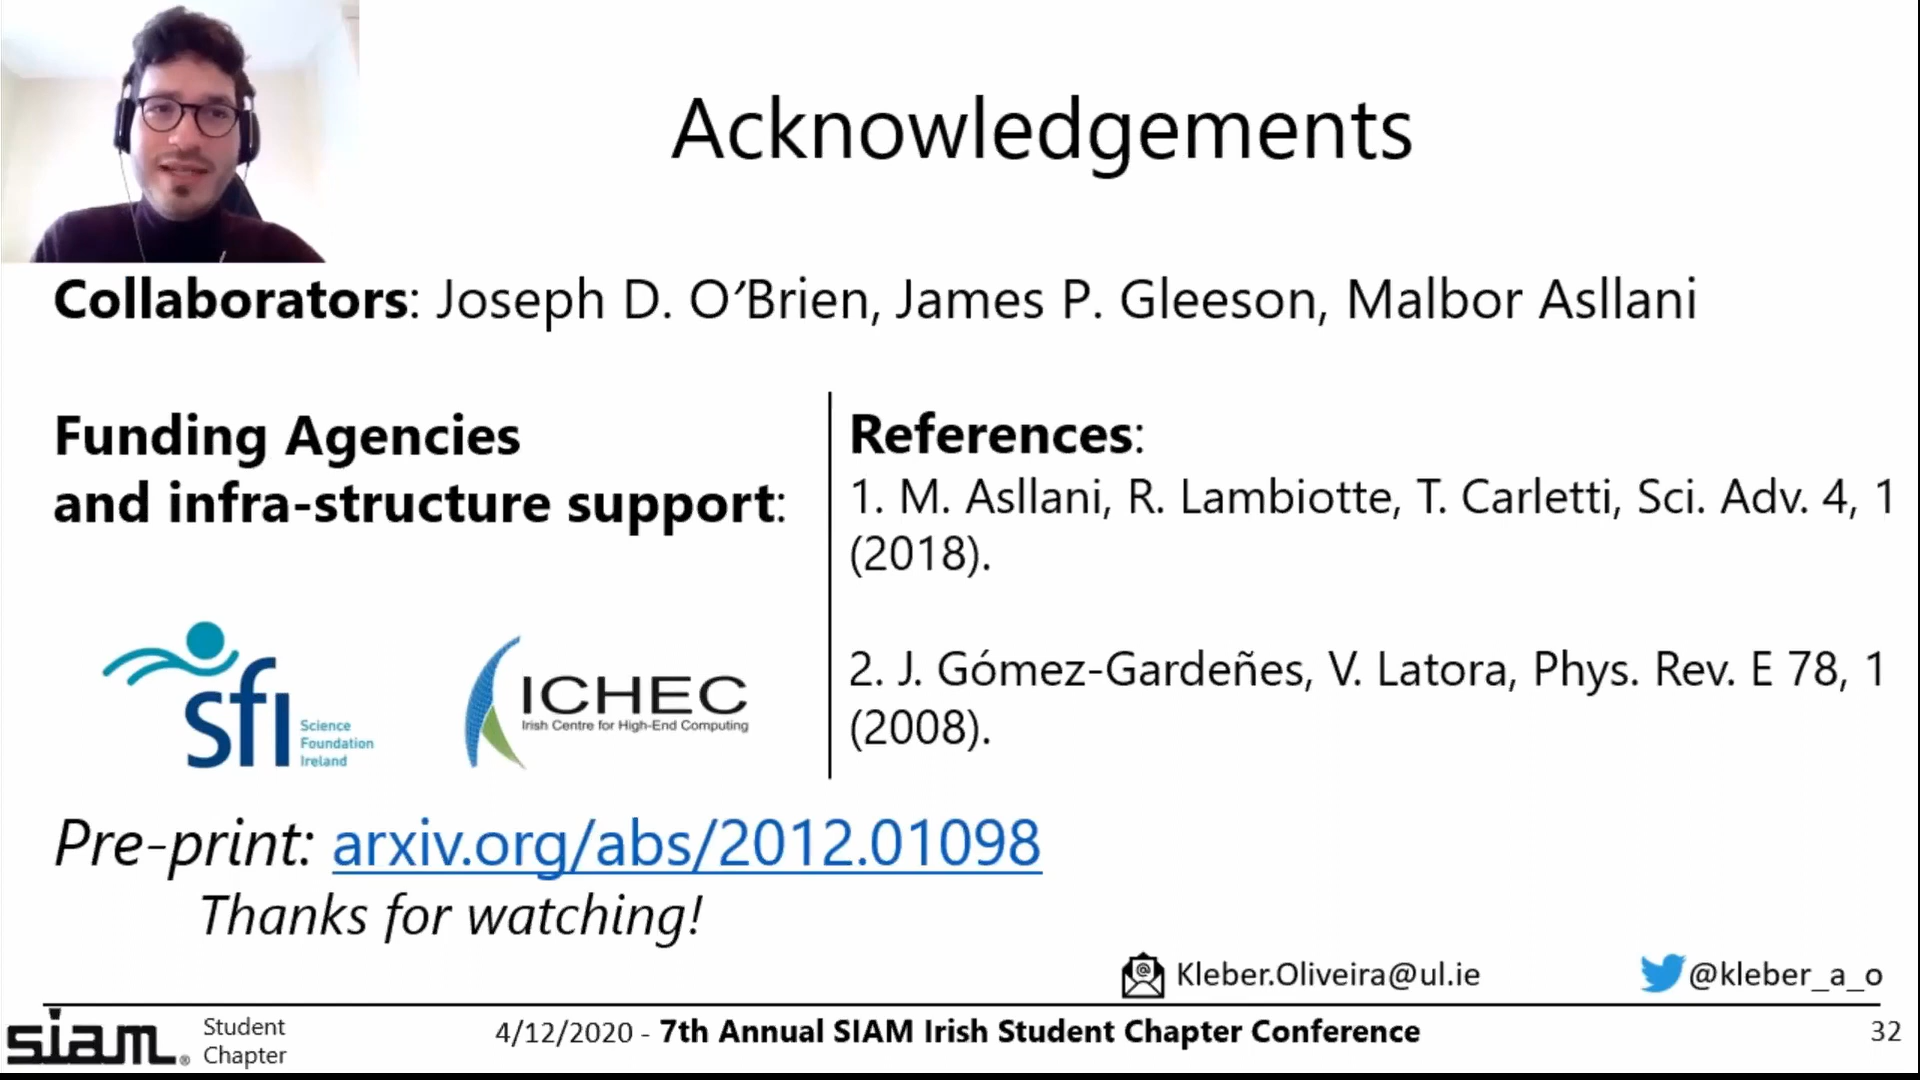 Acknowledgements
Collaborators: Joseph D. O’Brien, James P. Gleeson, Malbor Asllani
Funding Agencies
and infra-structure support:
sfi Science
Foundation
Ireland
ICHEC
Irish Centre for High-End Computing
References:
1. M. Asllani, R. Lambiotte, T. Carletti, Sci. Adv. 4, 1
(2018).
2. J. Gómez-Gardeñes, V. Latora, Phys. Rev. E 78, 1
(2008).
Pre-print: arxiv.org/abs/2012.01098
Thanks for watching!
Kleber.Oliveira@ul.ie
@kleber_a_o
siam® Student
Chapter
4/12/2020 - 7th Annual SIAM Irish Student Chapter Conference
32